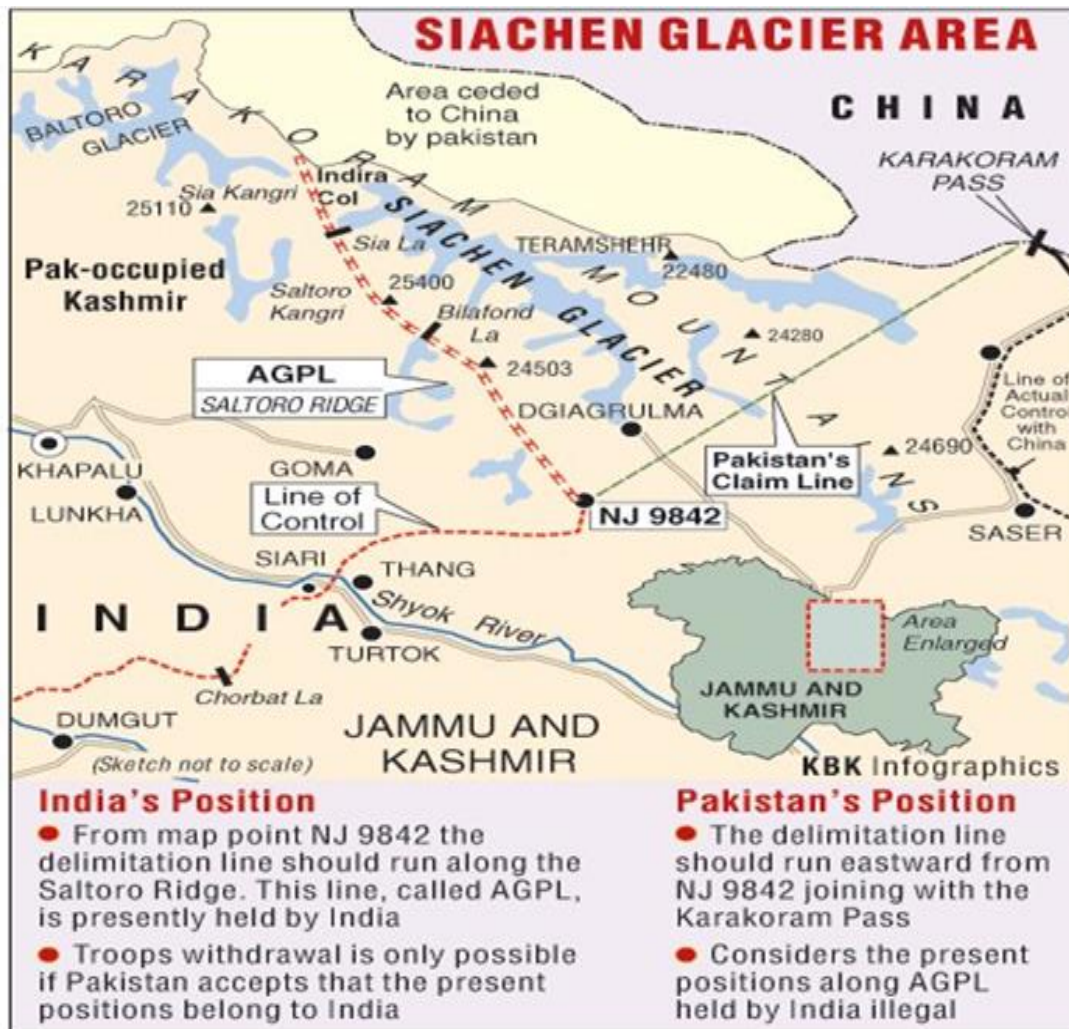 SIACHEN GLACIER AREA
KARAKORAM MOUNTAINS
BALTORO
GLACIER
Area ceded
to China
by pakistan
CHINA
KARAKORAM
PASS
Indira
Col
Sia Kangri
25110
Sia La
SIACHEN GLACIER
TERAMSHEHR
22480
Pak-occupied
Kashmir
Saltoro
Kangri
25400
Bilafond
La
24280
24503
AGPL
SALTORO RIDGE
DGIAGRULMA
Line of
Actual
Control
with
China
24690
Pakistan's
Claim Line
KHAPALU
GOMA
LUNKHA
Line of
Control
NJ 9842
SASER
SIARI
THANG
Shyok River
INDIA
TURTOK
Area
Enlarged
Chorbat La
JAMMU AND
KASHMIR
DUMGUT
JAMMU AND
KASHMIR
(Sketch not to scale)
KBK Infographics
India's Position
● From map point NJ 9842 the
delimitation line should run along the
Saltoro Ridge. This line, called AGPL,
is presently held by India
● Troops withdrawal is only possible
if Pakistan accepts that the present
positions belong to India
Pakistan's Position
● The delimitation line
should run eastward from
NJ 9842 joining with the
Karakoram Pass
● Considers the present
positions along AGPL
held by India illegal